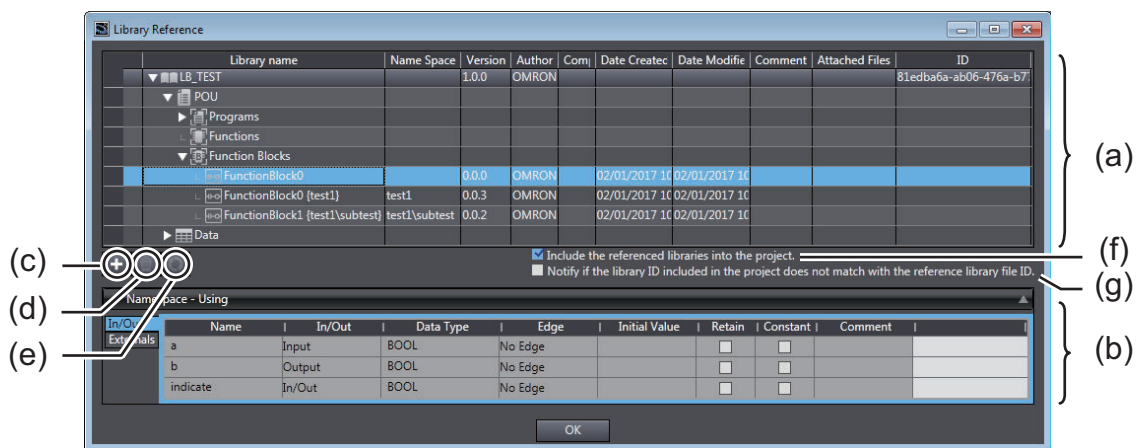 Library Reference
Library name Name Space Version Author Com Date Createc Date Modifie Comment Attached Files ID
LB_TEST 1.0.0 OMRON 81edba6a-ab06-476a-b7
POU
Programs
Functions
Function Blocks
FunctionBlock0 0.0.0 OMRON 02/01/2017 10 02/01/2017 10
FunctionBlock0 {test1} test1 0.0.3 OMRON 02/01/2017 10 02/01/2017 10
FunctionBlock1 {test1\subtest} test1\subtest 0.0.2 OMRON 02/01/2017 10 02/01/2017 10
Data
(a)
(c)
(d)
(e)
Include the referenced libraries into the project.
(f)
Notify if the library ID included in the project does not match with the reference library file ID.
(g)
Namespace - Using
In/Out
Externals
Name In/Out Data Type Edge Initial Value Retain Constant Comment
a Input BOOL No Edge
b Output BOOL No Edge
indicate In/Out BOOL No Edge
(b)
OK